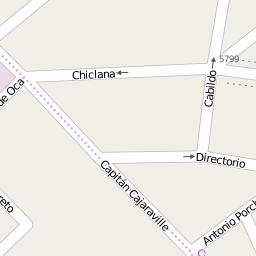 5799
Chiclana
Cabildo
de Oca
Directorio
Capitán Cajaraville
Antonio Porch
reto